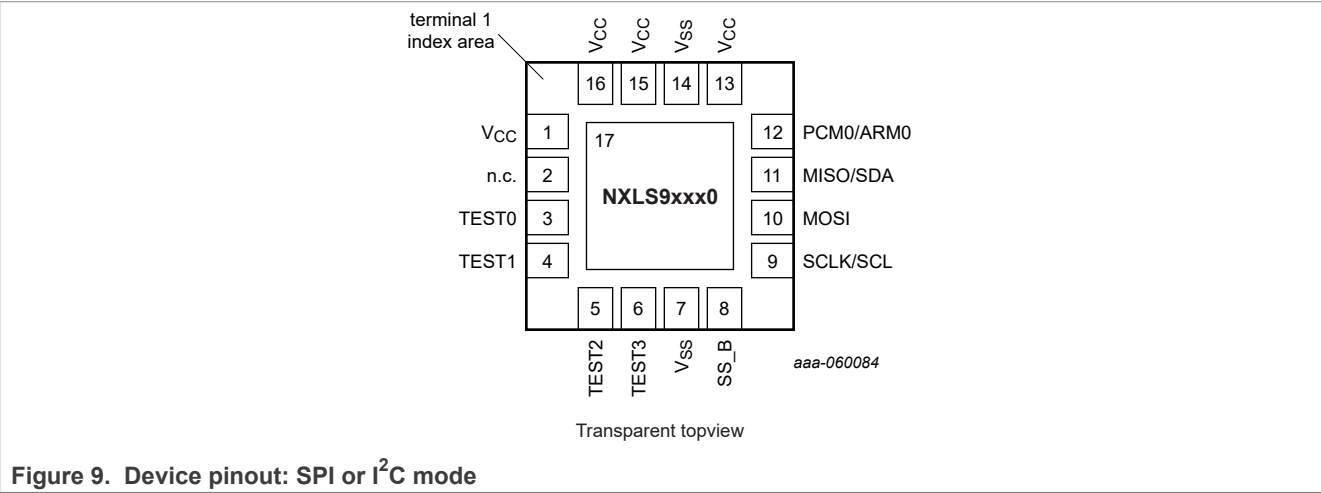 terminal 1
index area
VCC
VCC
VSS
VCC
16
15
14
13
VCC
1
17
12
PCM0/ARM0
n.c.
2
11
MISO/SDA
NXLS9xxx0
TEST0
3
10
MOSI
TEST1
4
9
SCLK/SCL
5
6
7
8
TEST2
TEST3
VSS
SS_B
aaa-060084
Transparent topview
Figure 9. Device pinout: SPI or I²C mode